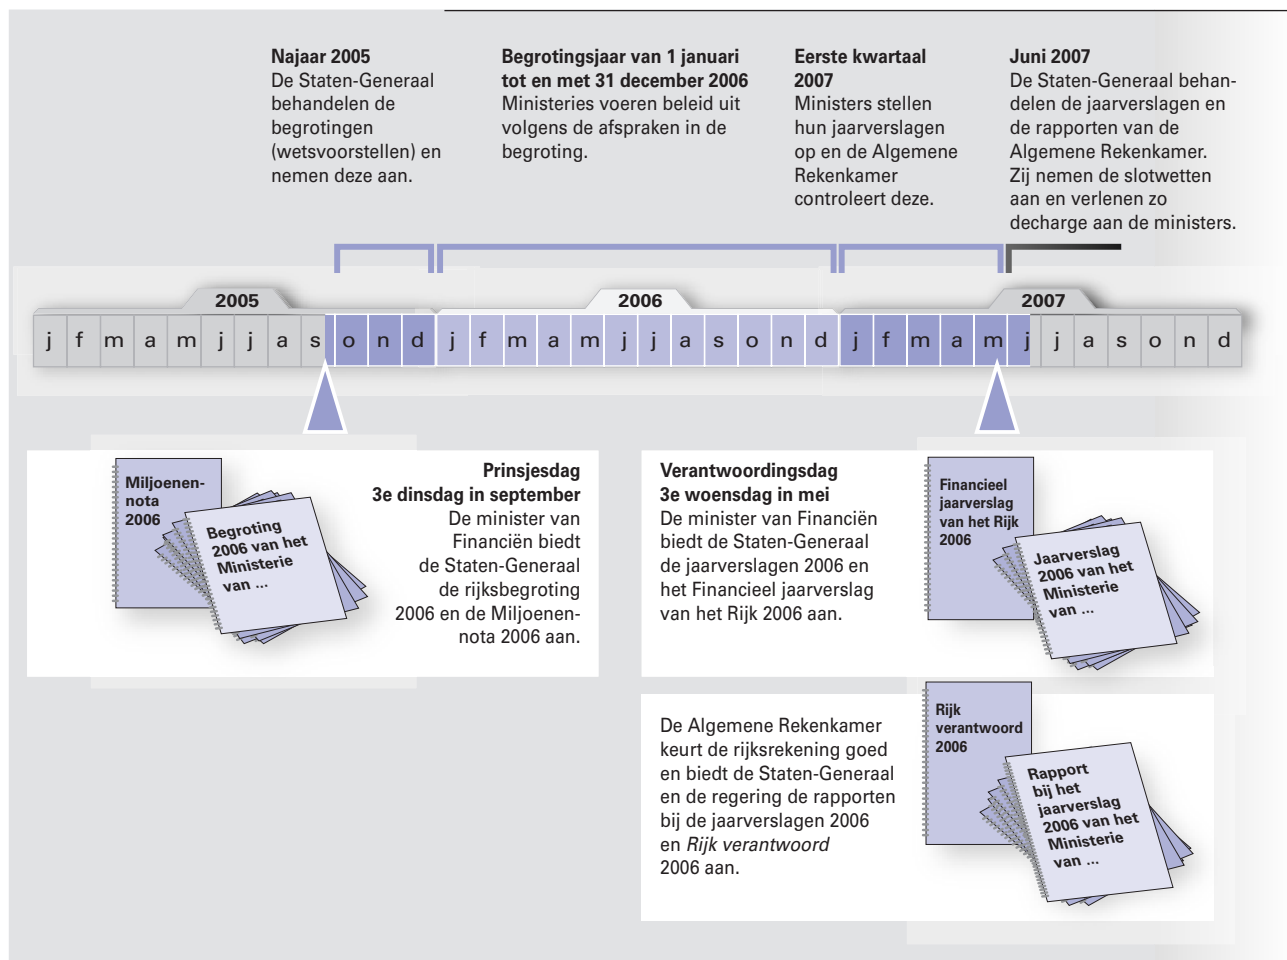 Najaar 2005
De Staten-Generaal
behandelen de
begrotingen
(wetsvoorstellen) en
nemen deze aan.
Begrotingsjaar van 1 januari
tot en met 31 december 2006
Ministeries voeren beleid uit
volgens de afspraken in de
begroting.
Eerste kwartaal
2007
Ministers stellen
hun jaarverslagen
op en de Algemene
Rekenkamer
controleert deze.
Juni 2007
De Staten-Generaal behan-
delen de jaarverslagen en
de rapporten van de
Algemene Rekenkamer.
Zij nemen de slotwetten
aan en verlenen zo
decharge aan de ministers.
2005 2006 2007
j f m a m j j a s o n d j f m a m j j a s o n d j f m a m j j a s o n d
Miljoenen-
nota
2006
Begroting
2006 van het
Ministerie
van ...
Prinsjesdag
3e dinsdag in september
De minister van
Financiën biedt
de Staten-Generaal
de rijksbegroting
2006 en de Miljoenen-
nota 2006 aan.
Verantwoordingsdag
3e woensdag in mei
De minister van Financiën
biedt de Staten-Generaal
de jaarverslagen 2006 en
het Financieel jaarverslag
van het Rijk 2006 aan.
Financieel
jaarverslag
van het Rijk
2006
Jaarverslag
2006 van het
Ministerie
van ...
De Algemene Rekenkamer
keurt de rijksrekening goed
en biedt de Staten-Generaal
en de regering de rapporten
bij de jaarverslagen 2006
en Rijk verantwoord
2006 aan.
Rijk
verantwoord
2006
Rapport
bij het
jaarverslag
2006 van het
Ministerie
van ...